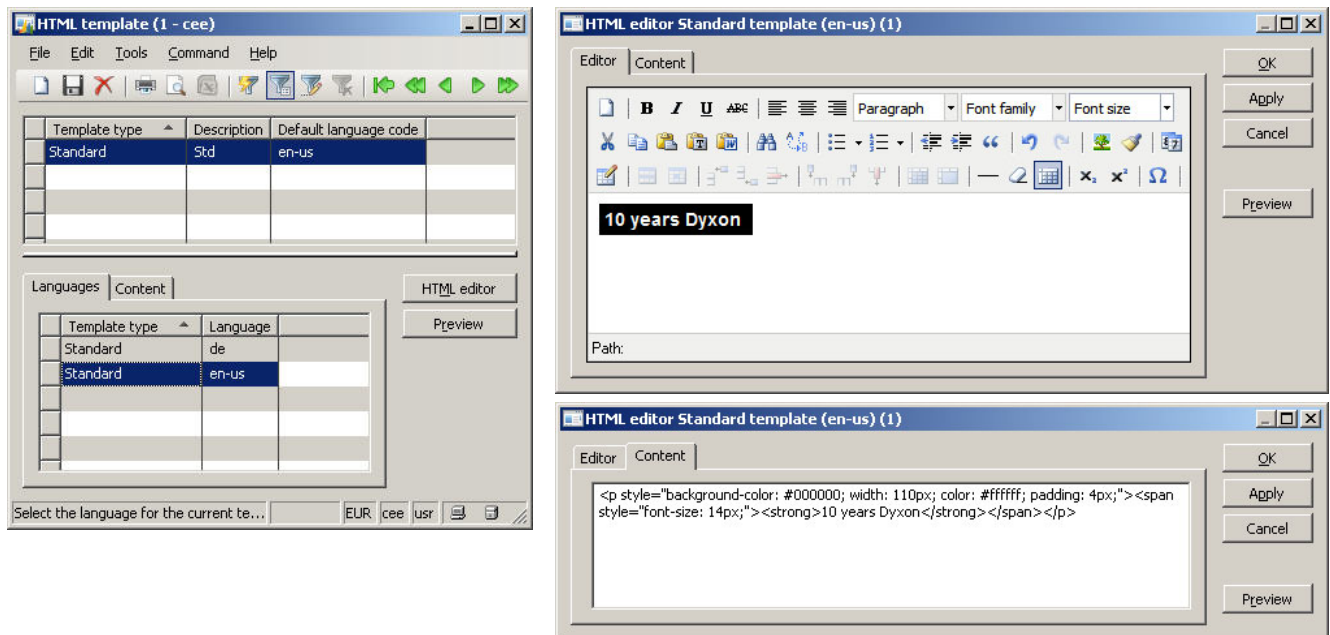 HTML template (1 - cee)
File Edit Tools Command Help
Template type Description Default language code
Standard Std en-us
Languages Content
HTML editor
Preview
Template type Language
Standard de
Standard en-us
Select the language for the current te... EUR cee usr
HTML editor Standard template (en-us) (1)
Editor Content
OK
Apply
Cancel
Preview
B I U ABC Paragraph Font family Font size
10 years Dyxon
Path:
HTML editor Standard template (en-us) (1)
Editor Content
OK
Apply
Cancel
Preview
<p style="background-color: #000000; width: 110px; color: #ffffff; padding: 4px;"><span
style="font-size: 14px;"><strong>10 years Dyxon</strong></span></p>